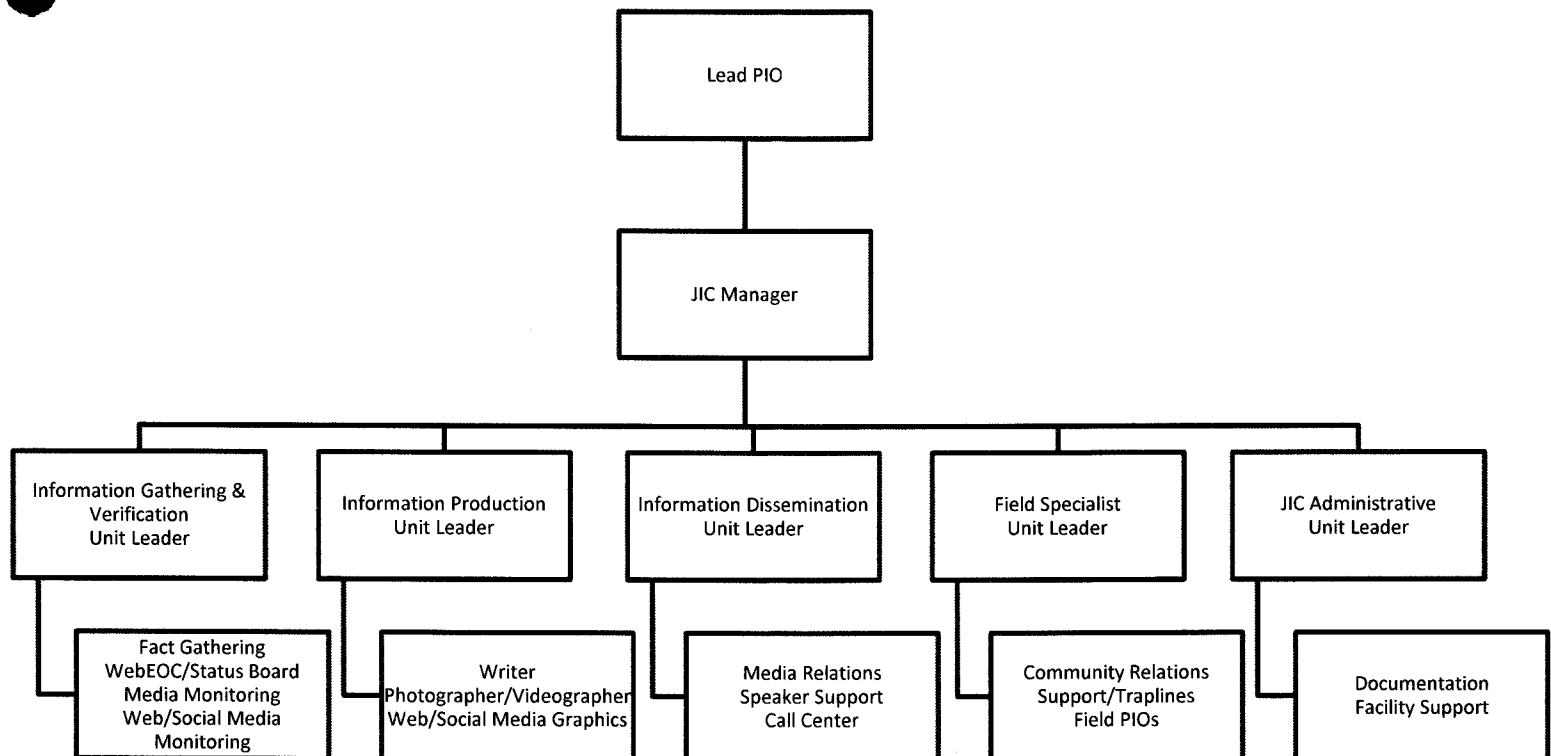 Lead PIO
JIC Manager
Information Gathering &
Verification
Unit Leader
Information Production
Unit Leader
Information Dissemination
Unit Leader
Field Specialist
Unit Leader
JIC Administrative
Unit Leader
Fact Gathering
WebEOC/Status Board
Media Monitoring
Web/Social Media
Monitoring
Writer
Photographer/Videographer
Web/Social Media Graphics
Media Relations
Speaker Support
Call Center
Community Relations
Support/Traplines
Field PIOs
Documentation
Facility Support